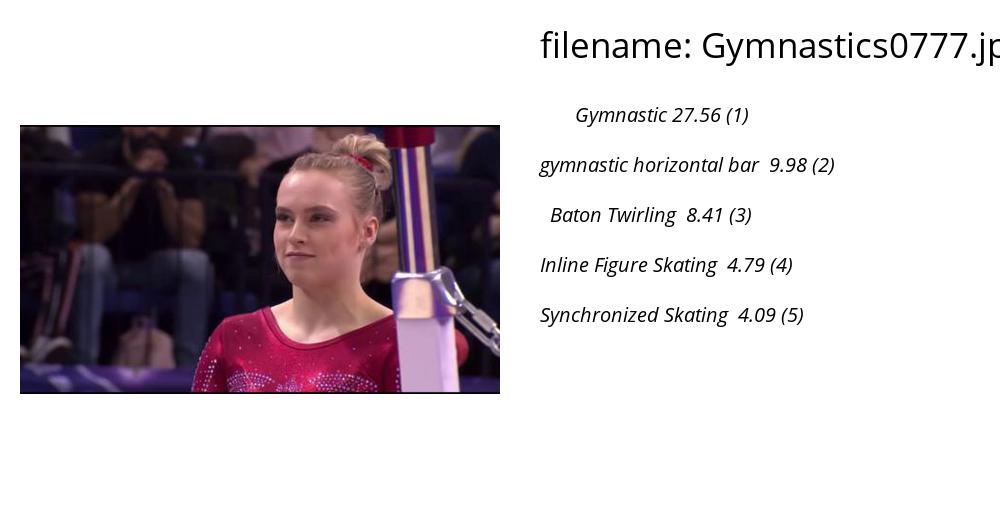 filename: Gymnastics0777.jp
Gymnastic 27.56 (1)
gymnastic horizontal bar 9.98 (2)
Baton Twirling 8.41 (3)
Inline Figure Skating 4.79 (4)
Synchronized Skating 4.09 (5)